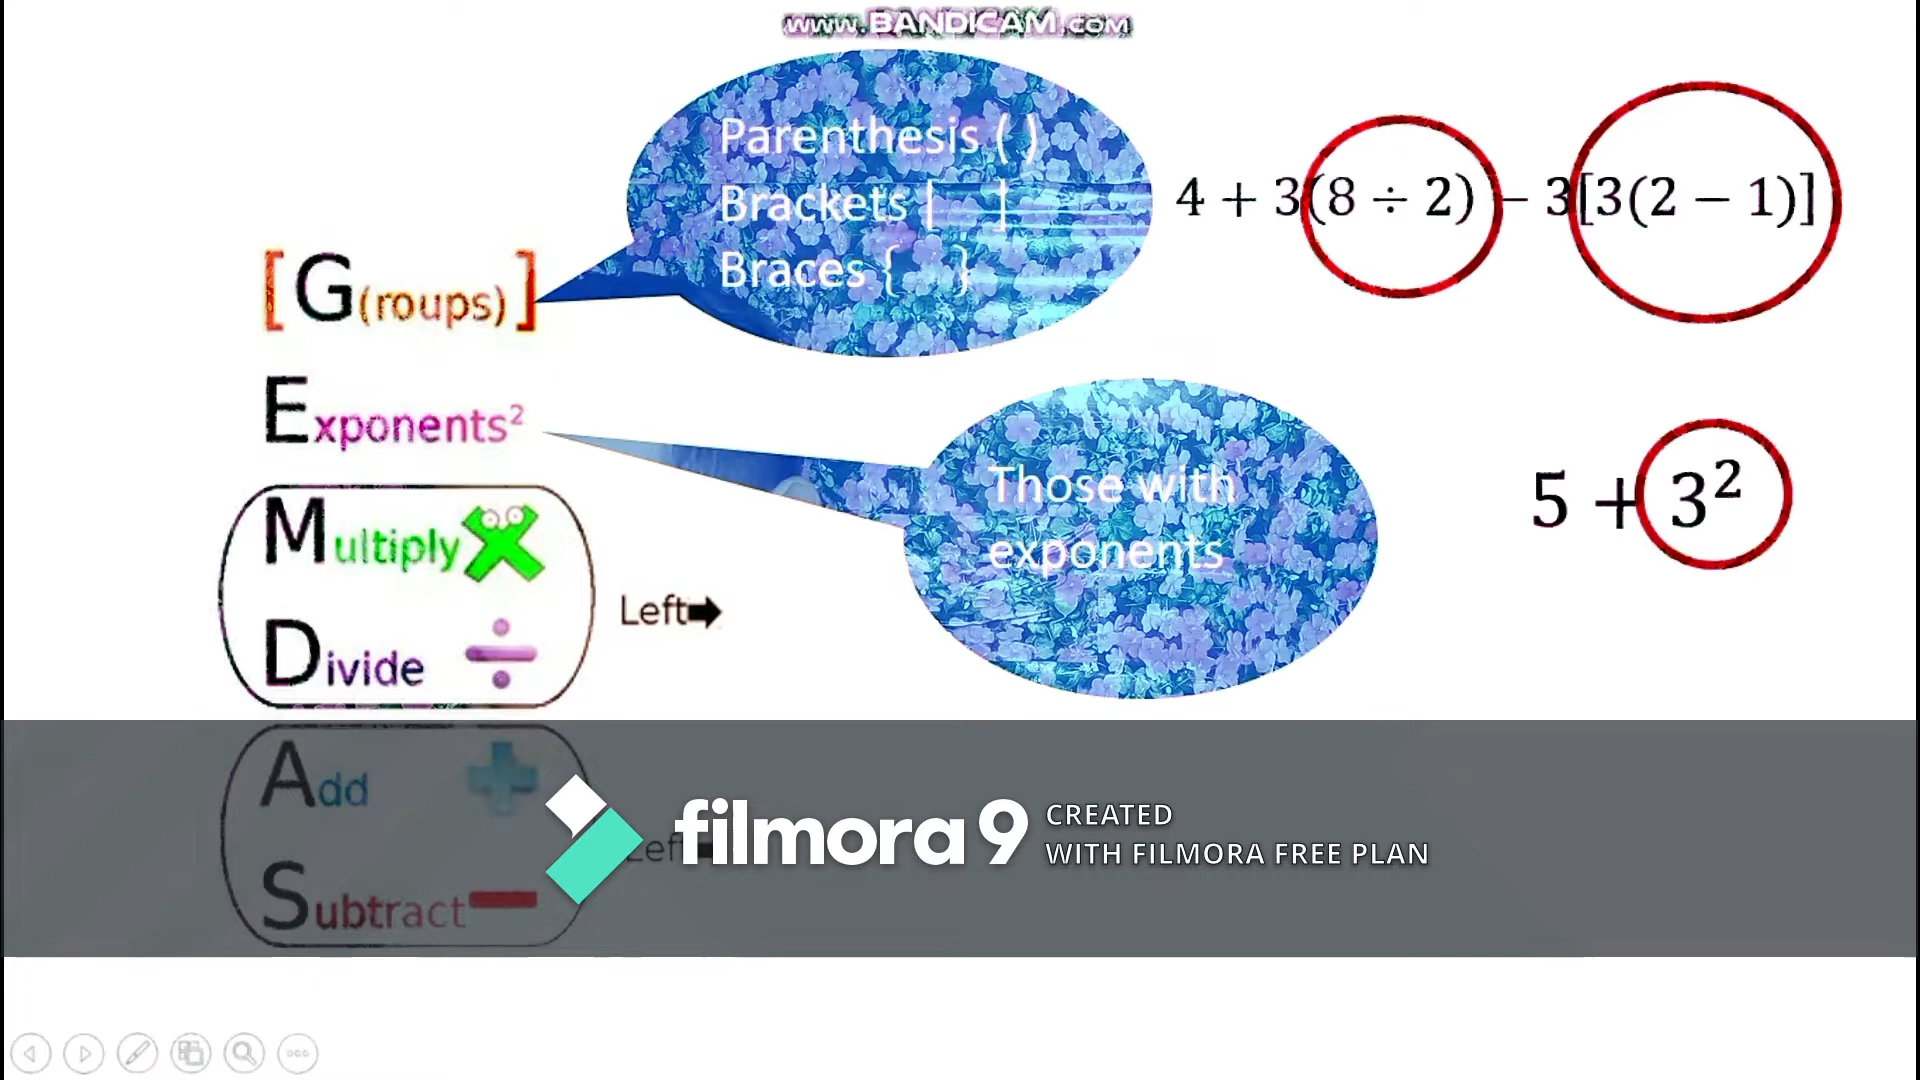 www.BANDICAM.com
Parenthesis ( )
Brackets [ ]
Braces { }
4 + 3(8 ÷ 2) − 3[3(2 − 1)]
[G(roups)]
Exponents²
Those with
exponents
5 + 3²
Multiply
Left
Divide ÷
Add +
Left
Subtract −
filmora 9
CREATED
WITH FILMORA FREE PLAN